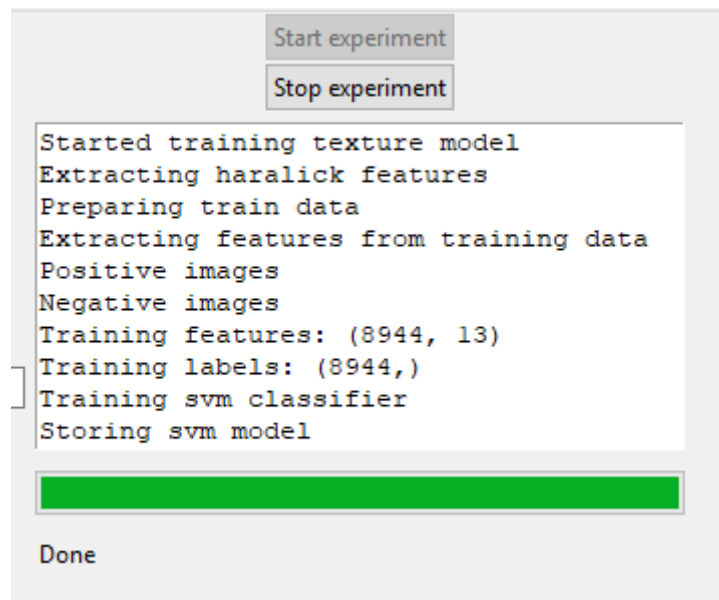 Start experiment
Stop experiment
Started training texture model
Extracting haralick features
Preparing train data
Extracting features from training data
Positive images
Negative images
Training features: (8944, 13)
Training labels: (8944,)
Training svm classifier
Storing svm model
Done